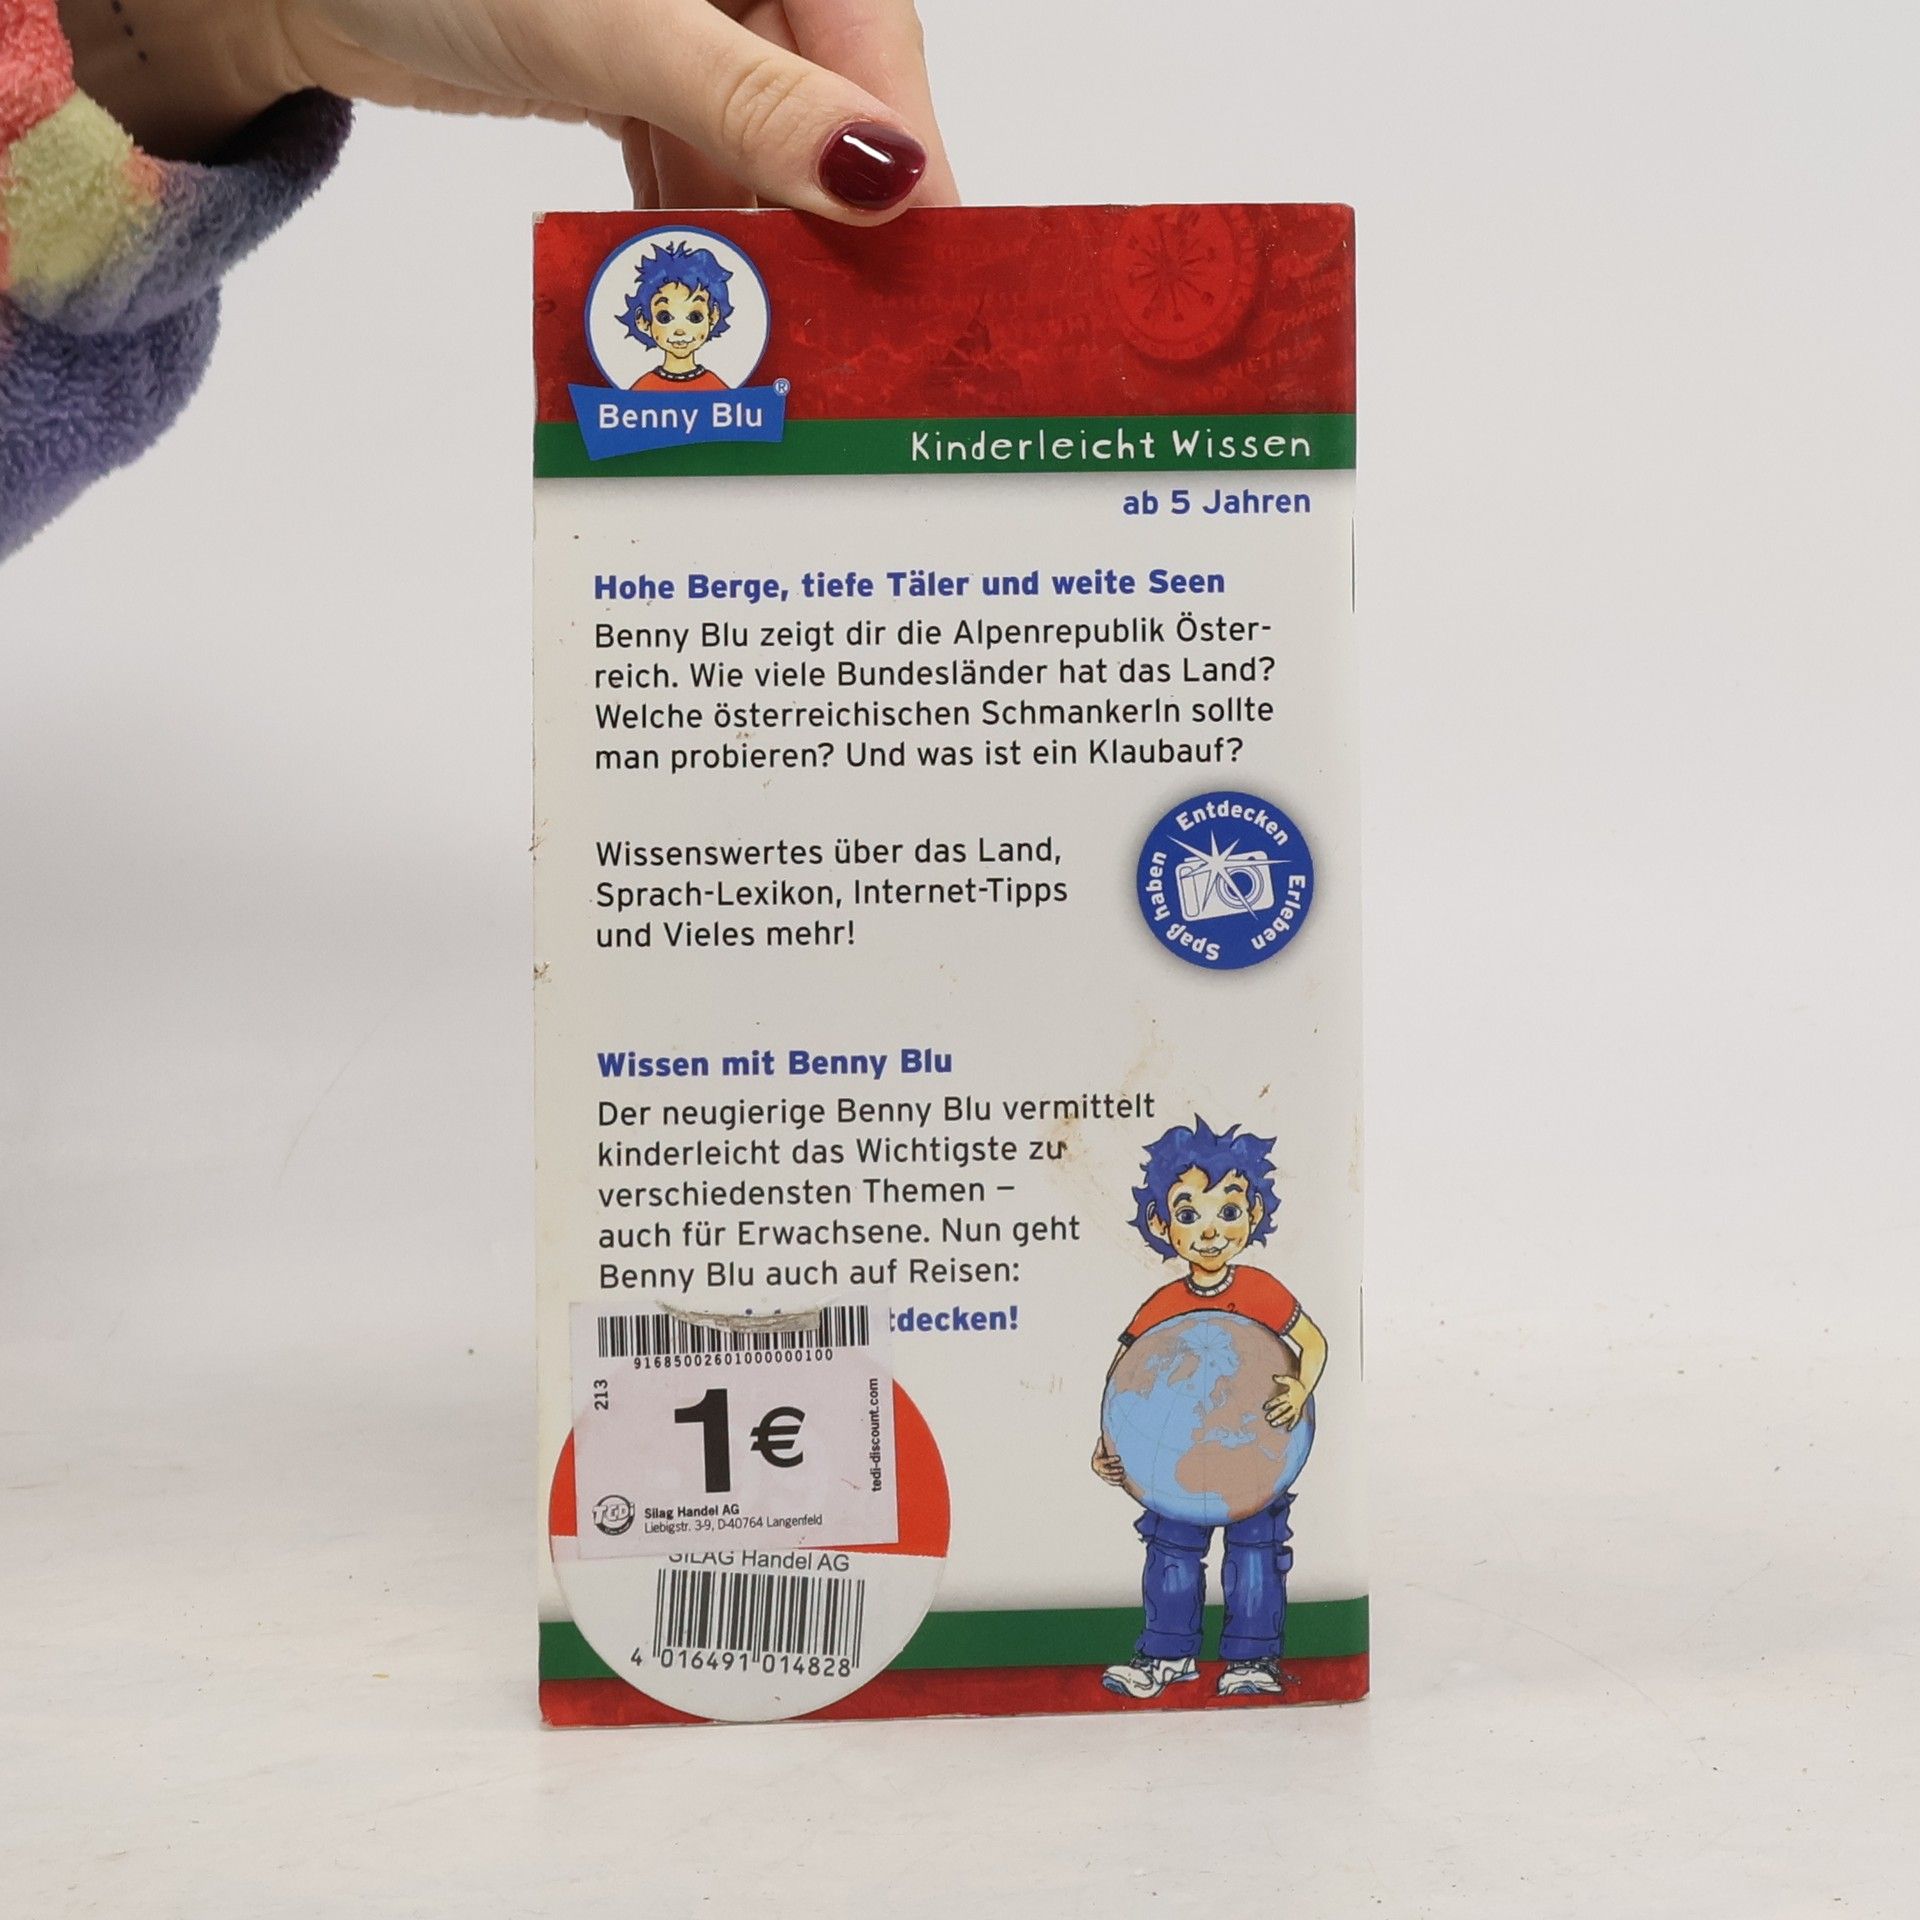 Benny Blu®
Kinderleicht Wissen
ab 5 Jahren
Hohe Berge, tiefe Täler und weite Seen
Benny Blu zeigt dir die Alpenrepublik Öster-
reich. Wie viele Bundesländer hat das Land?
Welche österreichischen Schmankerln sollte
man probieren? Und was ist ein Klaubauf?
Wissenswertes über das Land,
Sprach-Lexikon, Internet-Tipps
und Vieles mehr!
Entdecken Erleben Spaß haben
Wissen mit Benny Blu
Der neugierige Benny Blu vermittelt
kinderleicht das Wichtigste zu
verschiedensten Themen –
auch für Erwachsene. Nun geht
Benny Blu auch auf Reisen:
tdecken!
91685002601000000100
213
1€
tedi-discount.com
TEDi
Silag Handel AG
Liebigstr. 3-9, D-40764 Langenfeld
SILAG Handel AG
4 016491 014828